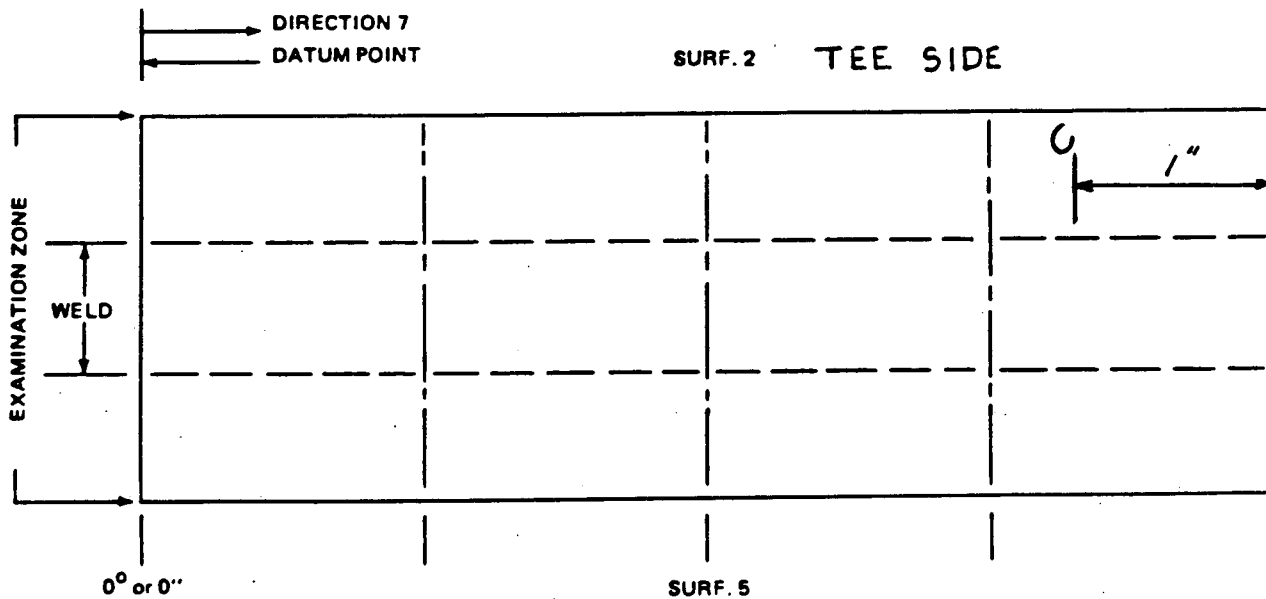 DIRECTION 7
DATUM POINT
SURF. 2 TEE SIDE
1"
EXAMINATION ZONE
WELD
0° or 0"
SURF. 5